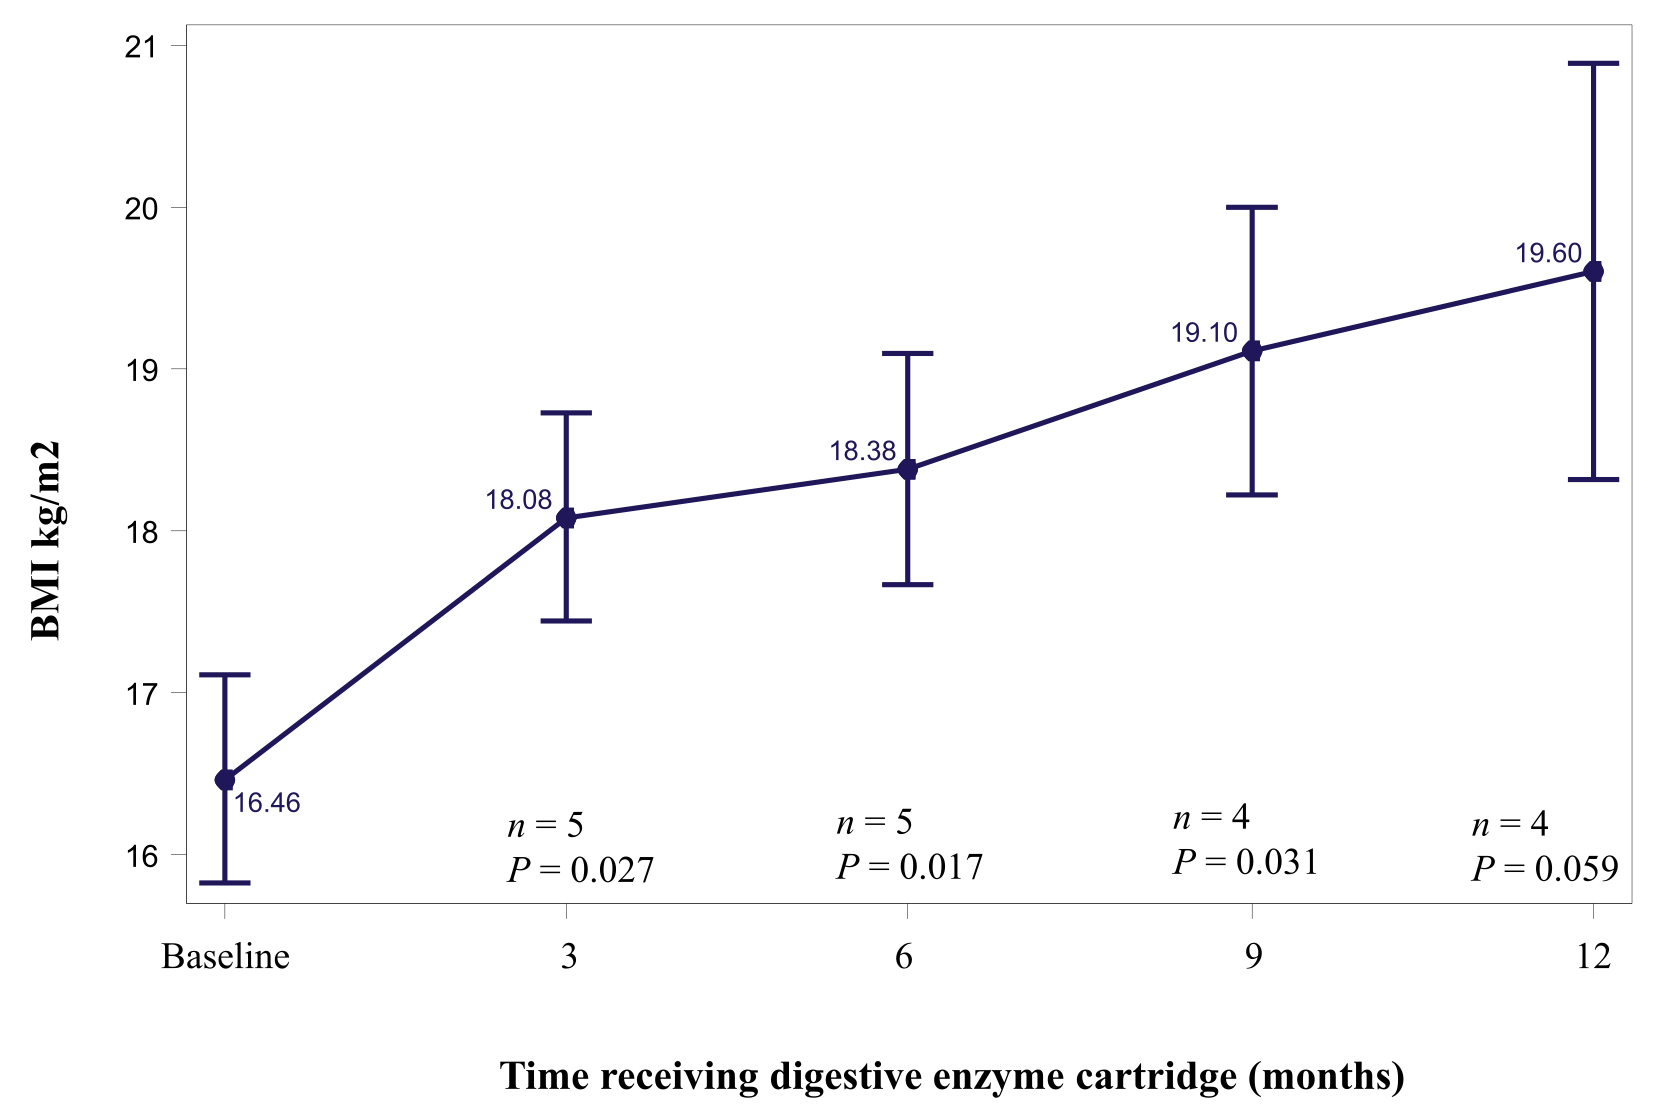 21
20
19
18
17
16
BMI kg/m2
16.46
18.08
18.38
19.10
19.60
n = 5
P = 0.027
n = 5
P = 0.017
n = 4
P = 0.031
n = 4
P = 0.059
Baseline
3
6
9
12
Time receiving digestive enzyme cartridge (months)